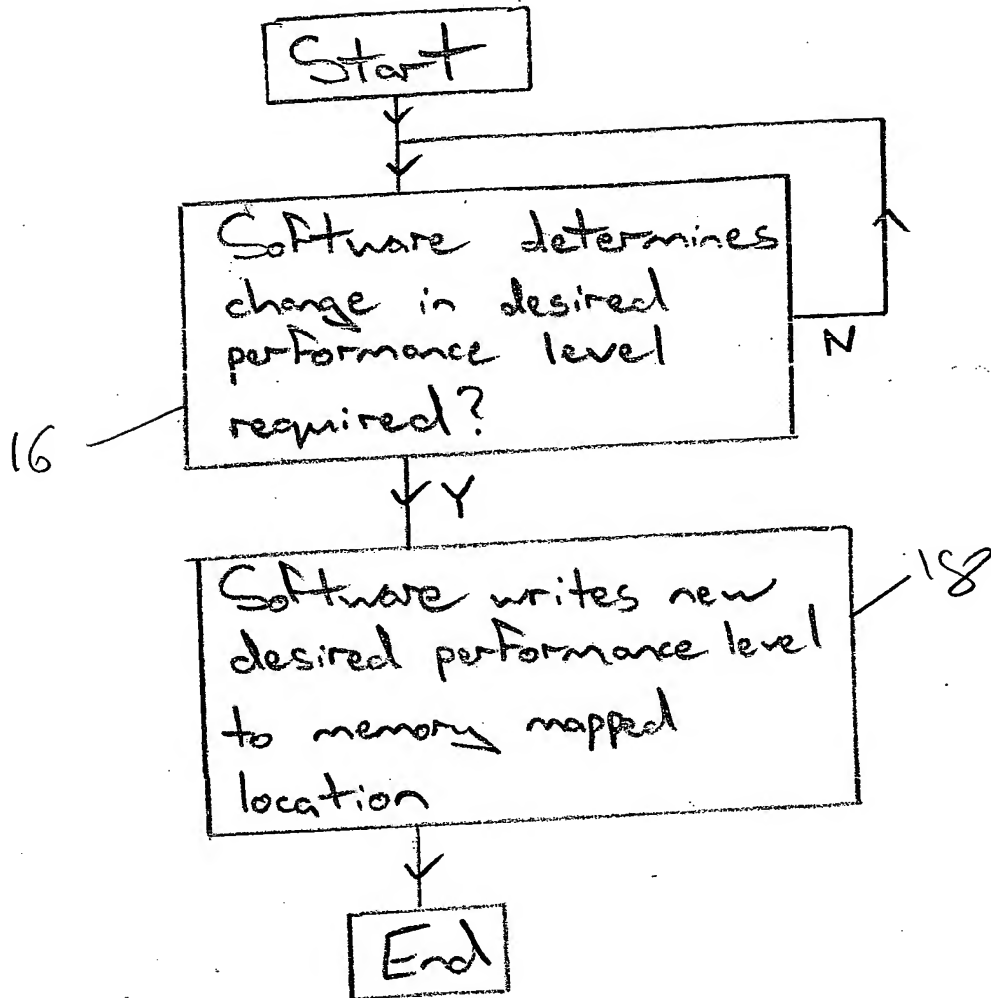 Start
Software determines
change in desired
performance level
required?
N
16
Y
Software writes new
desired performance level
to memory mapped
location
18
End